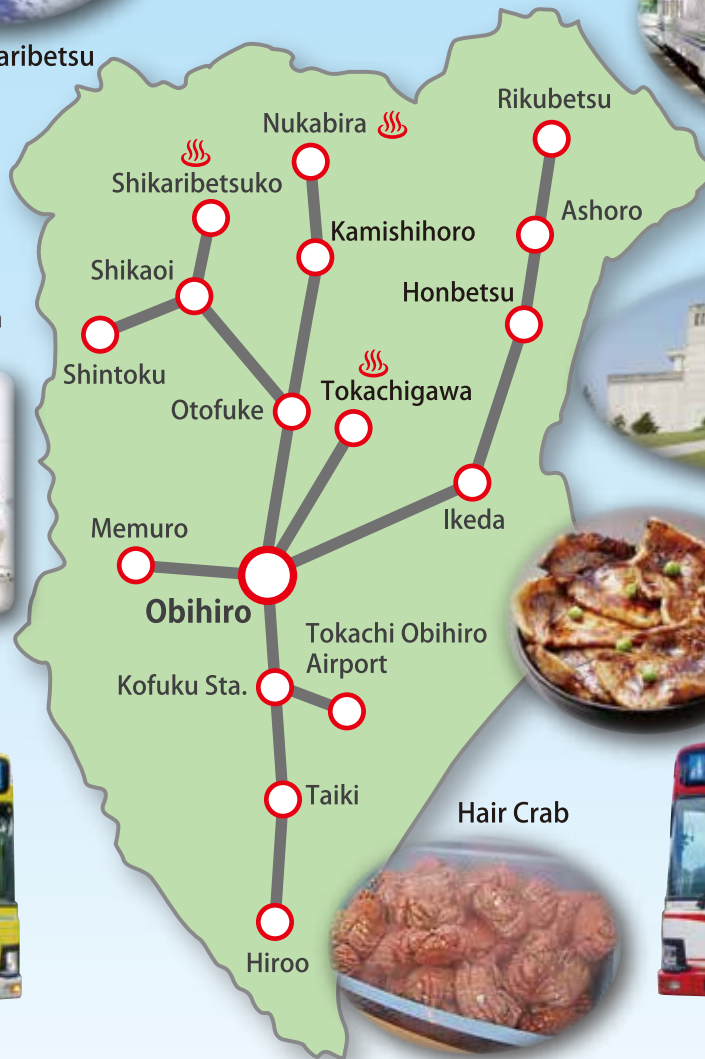 Rikubetsu
Nukabira
Shikaribetsuko
Ashoro
Kamishihoro
Shikaoi
Honbetsu
Shintoku
Tokachigawa
Otofuke
Ikeda
Memuro
Obihiro
Tokachi Obihiro
Airport
Kofuku Sta.
Taiki
Hair Crab
Hiroo